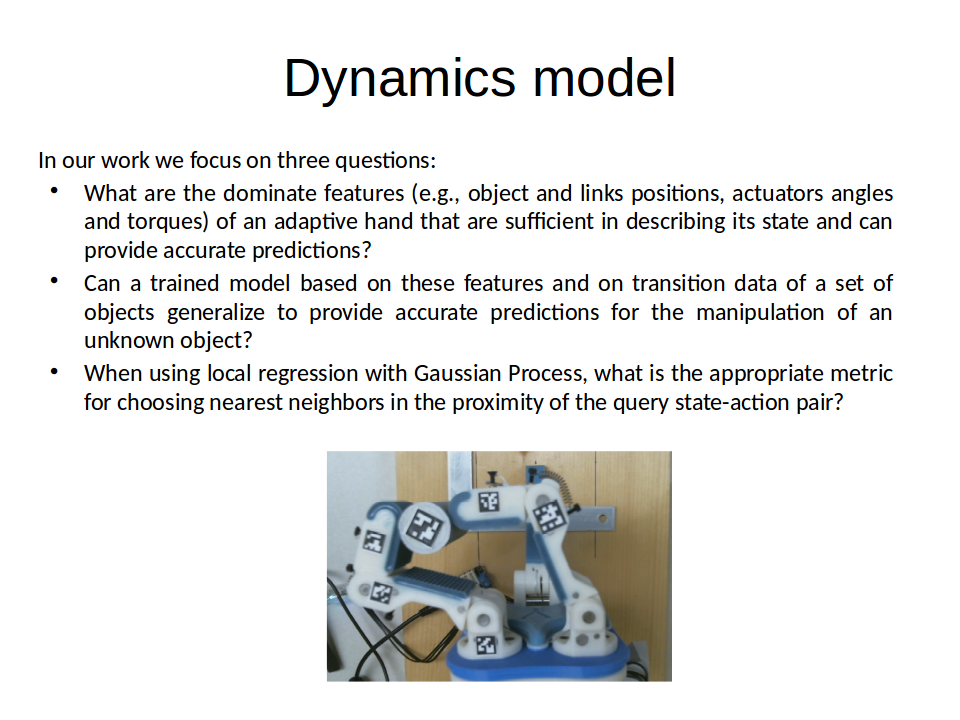 Dynamics model
In our work we focus on three questions:
• What are the dominate features (e.g., object and links positions, actuators angles
and torques) of an adaptive hand that are sufficient in describing its state and can
provide accurate predictions?
• Can a trained model based on these features and on transition data of a set of
objects generalize to provide accurate predictions for the manipulation of an
unknown object?
• When using local regression with Gaussian Process, what is the appropriate metric
for choosing nearest neighbors in the proximity of the query state-action pair?